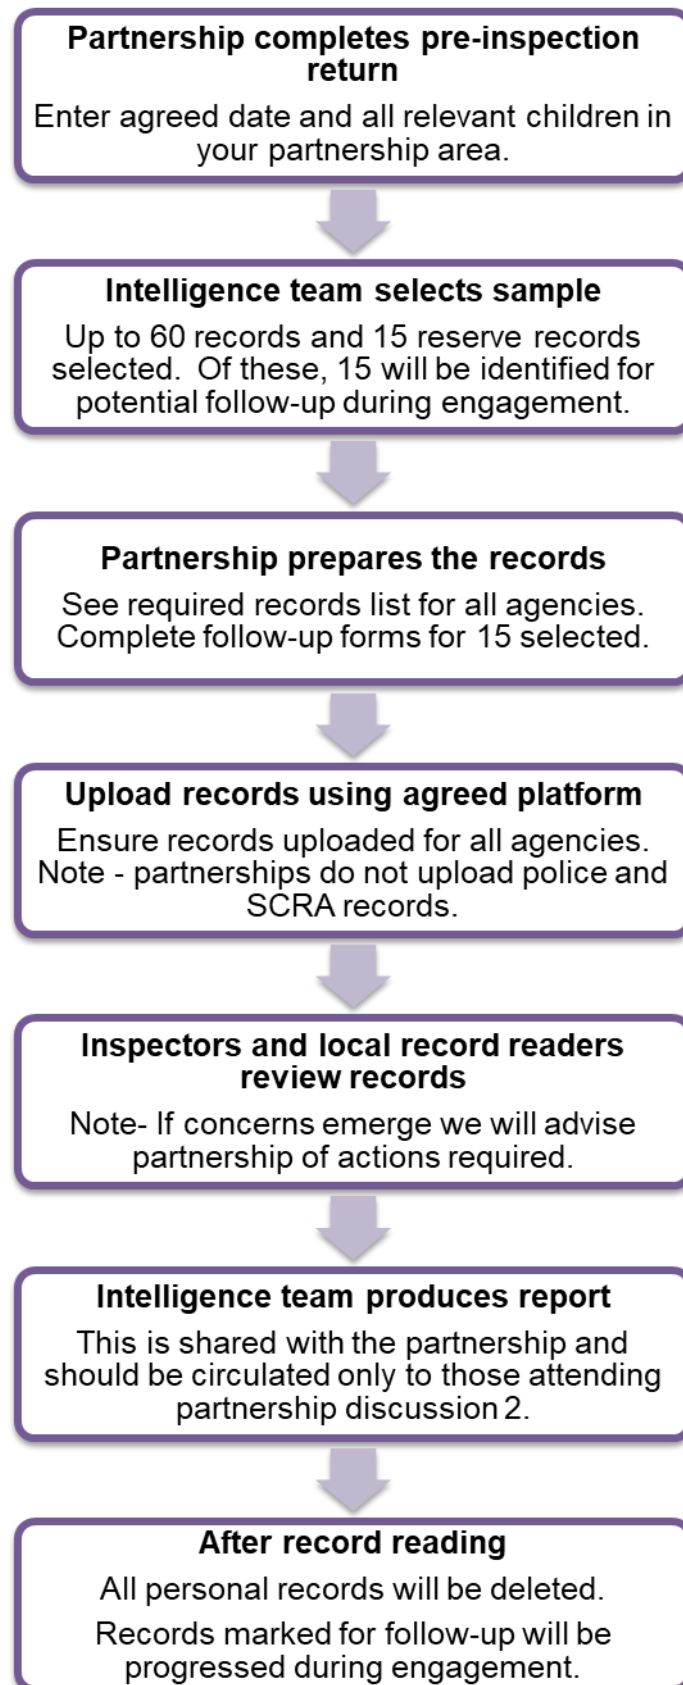 Partnership completes pre-inspection
return
Enter agreed date and all relevant children in
your partnership area.
Intelligence team selects sample
Up to 60 records and 15 reserve records
selected.  Of these, 15 will be identified for
potential follow-up during engagement.
Partnership prepares the records
See required records list for all agencies.
Complete follow-up forms for 15 selected.
Upload records using agreed platform
Ensure records uploaded for all agencies.
Note - partnerships do not upload police and
SCRA records.
Inspectors and local record readers
review records
Note- If concerns emerge we will advise
partnership of actions required.
Intelligence team produces report
This is shared with the partnership and
should be circulated only to those attending
partnership discussion 2.
After record reading
All personal records will be deleted.
Records marked for follow-up will be
progressed during engagement.